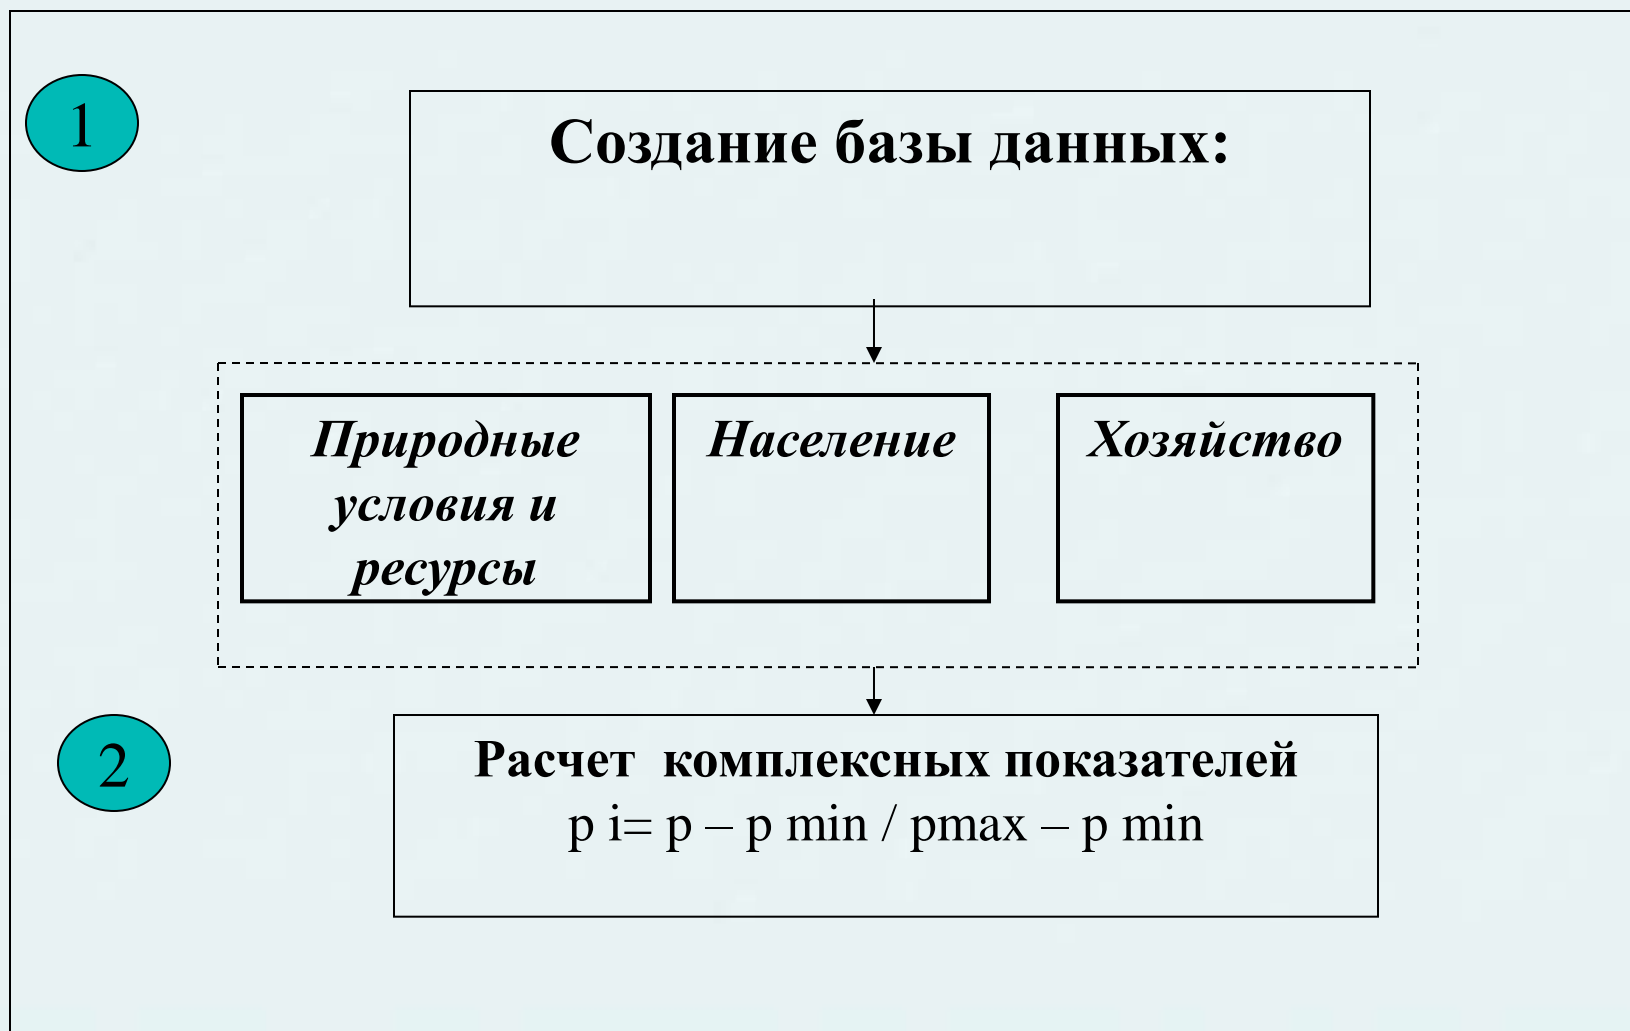 1
Создание базы данных:
Природные
условия и
ресурсы
Население
Хозяйство
2
Расчет комплексных показателей
p i= p – p min / pmax – p min